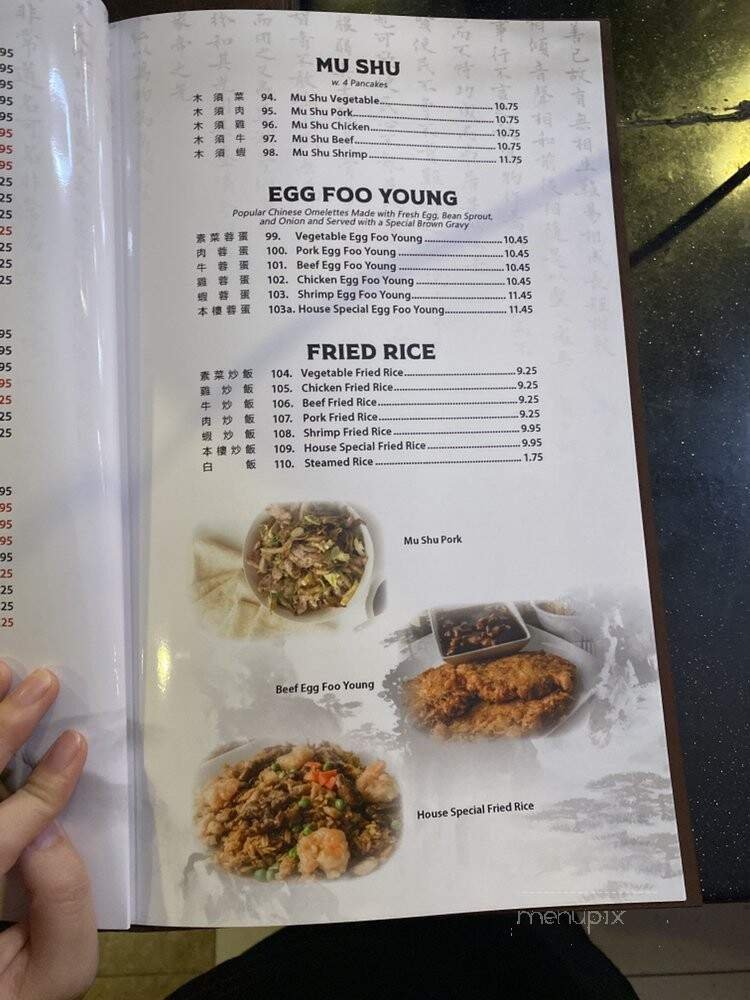 MU SHU
w. 4 Pancakes
木須菜 94. Mu Shu Vegetable 10.75
木須肉 95. Mu Shu Pork 10.75
木須雞 96. Mu Shu Chicken 10.75
木須牛 97. Mu Shu Beef 10.75
木須蝦 98. Mu Shu Shrimp 11.75
EGG FOO YOUNG
Popular Chinese Omelettes Made with Fresh Egg, Bean Sprout,
and Onion and Served with a Special Brown Gravy
素菜蓉蛋 99. Vegetable Egg Foo Young 10.45
肉蓉蛋 100. Pork Egg Foo Young 10.45
牛蓉蛋 101. Beef Egg Foo Young 10.45
雞蓉蛋 102. Chicken Egg Foo Young 10.45
蝦蓉蛋 103. Shrimp Egg Foo Young 11.45
本樓蓉蛋 103a. House Special Egg Foo Young 11.45
FRIED RICE
素菜炒飯 104. Vegetable Fried Rice 9.25
雞炒飯 105. Chicken Fried Rice 9.25
牛炒飯 106. Beef Fried Rice 9.25
肉炒飯 107. Pork Fried Rice 9.25
蝦炒飯 108. Shrimp Fried Rice 9.95
本樓炒飯 109. House Special Fried Rice 9.95
白飯 110. Steamed Rice 1.75
Mu Shu Pork
Beef Egg Foo Young
House Special Fried Rice
menupix